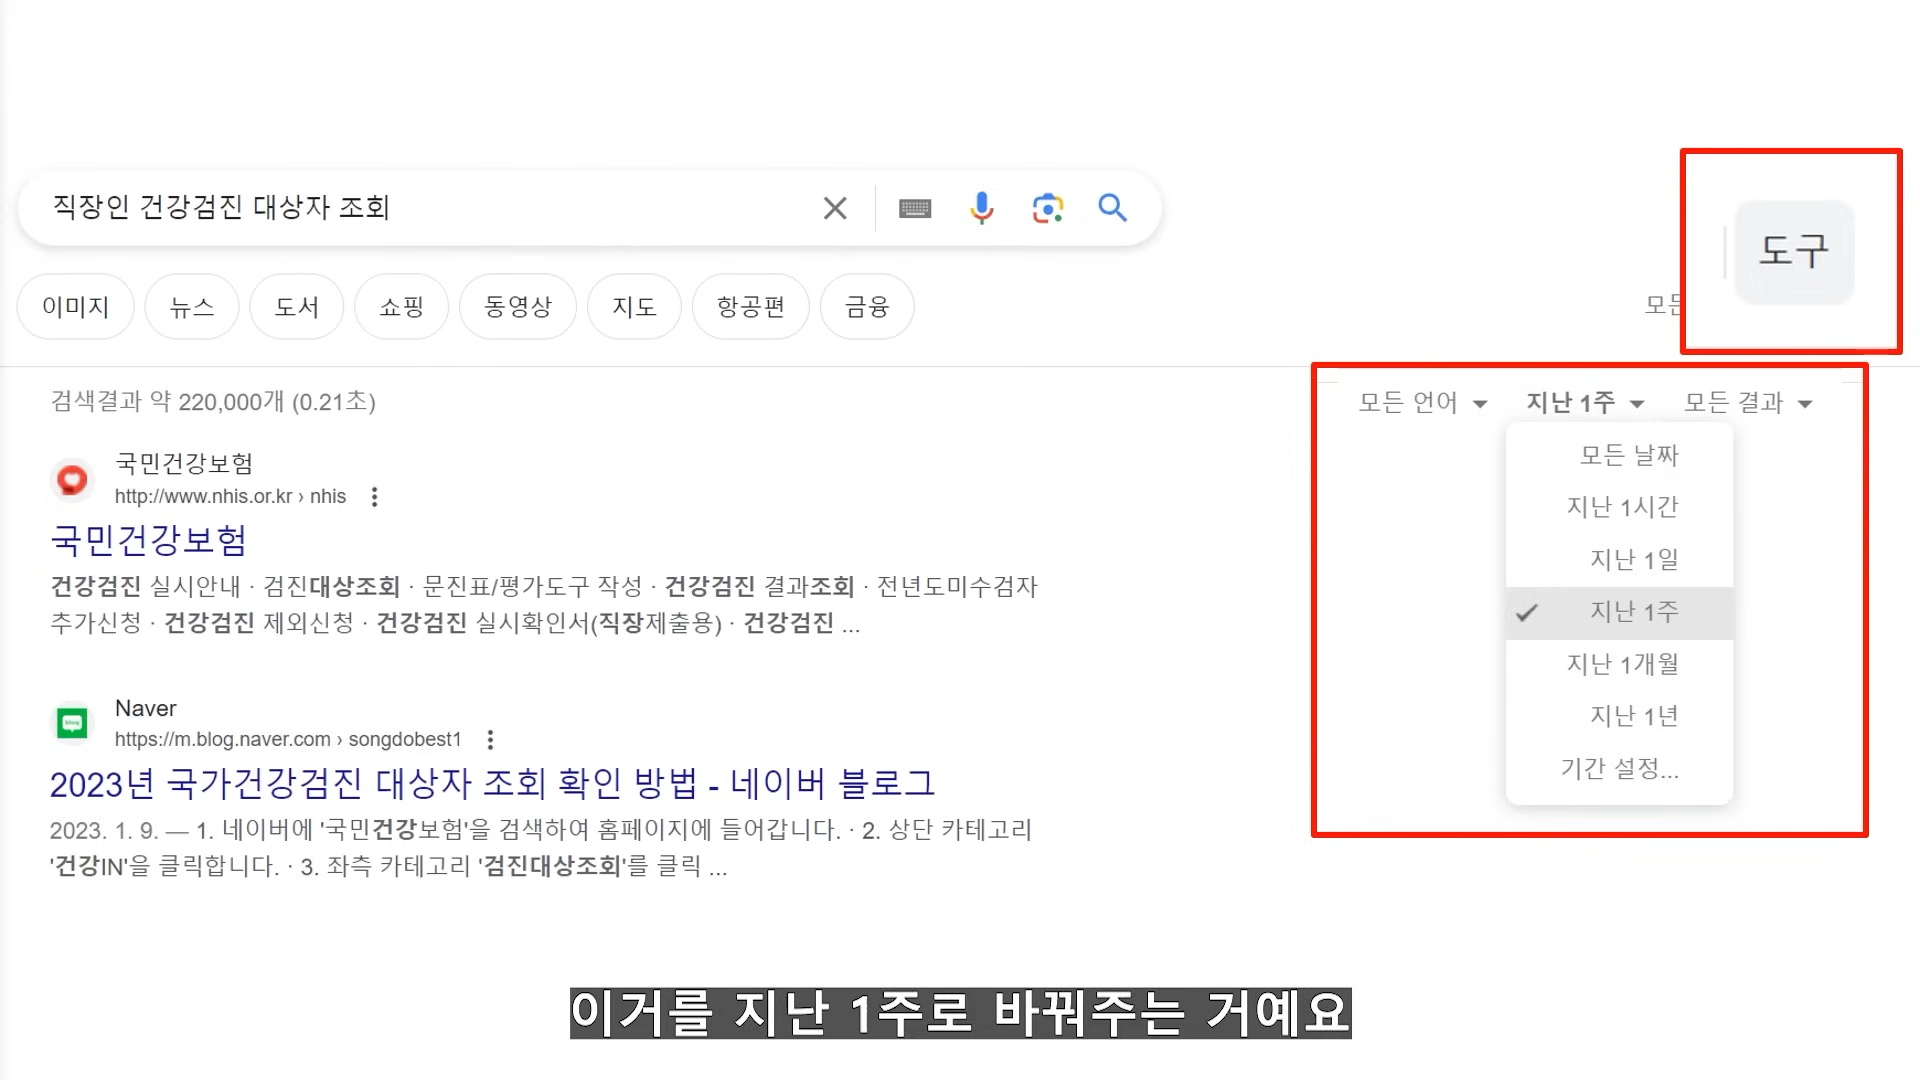 직장인 건강검진 대상자 조회
도구
이미지
뉴스
도서
쇼핑
동영상
지도
항공편
금융
검색결과 약 220,000개 (0.21초)
모든 언어
지난 1주
모든 결과
모든 날짜
지난 1시간
지난 1일
지난 1주
지난 1개월
지난 1년
기간 설정...
국민건강보험
http://www.nhis.or.kr › nhis
국민건강보험
건강검진 실시안내 · 검진대상조회 · 문진표/평가도구 작성 · 건강검진 결과조회 · 전년도미수검자
추가신청 · 건강검진 제외신청 · 건강검진 실시확인서(직장제출용) · 건강검진 ...
Naver
https://m.blog.naver.com › songdobest1
2023년 국가건강검진 대상자 조회 확인 방법 - 네이버 블로그
2023. 1. 9. — 1. 네이버에 '국민건강보험'을 검색하여 홈페이지에 들어갑니다. · 2. 상단 카테고리
'건강IN'을 클릭합니다. · 3. 좌측 카테고리 '검진대상조회'를 클릭 ...
이거를 지난 1주로 바꿔주는 거예요